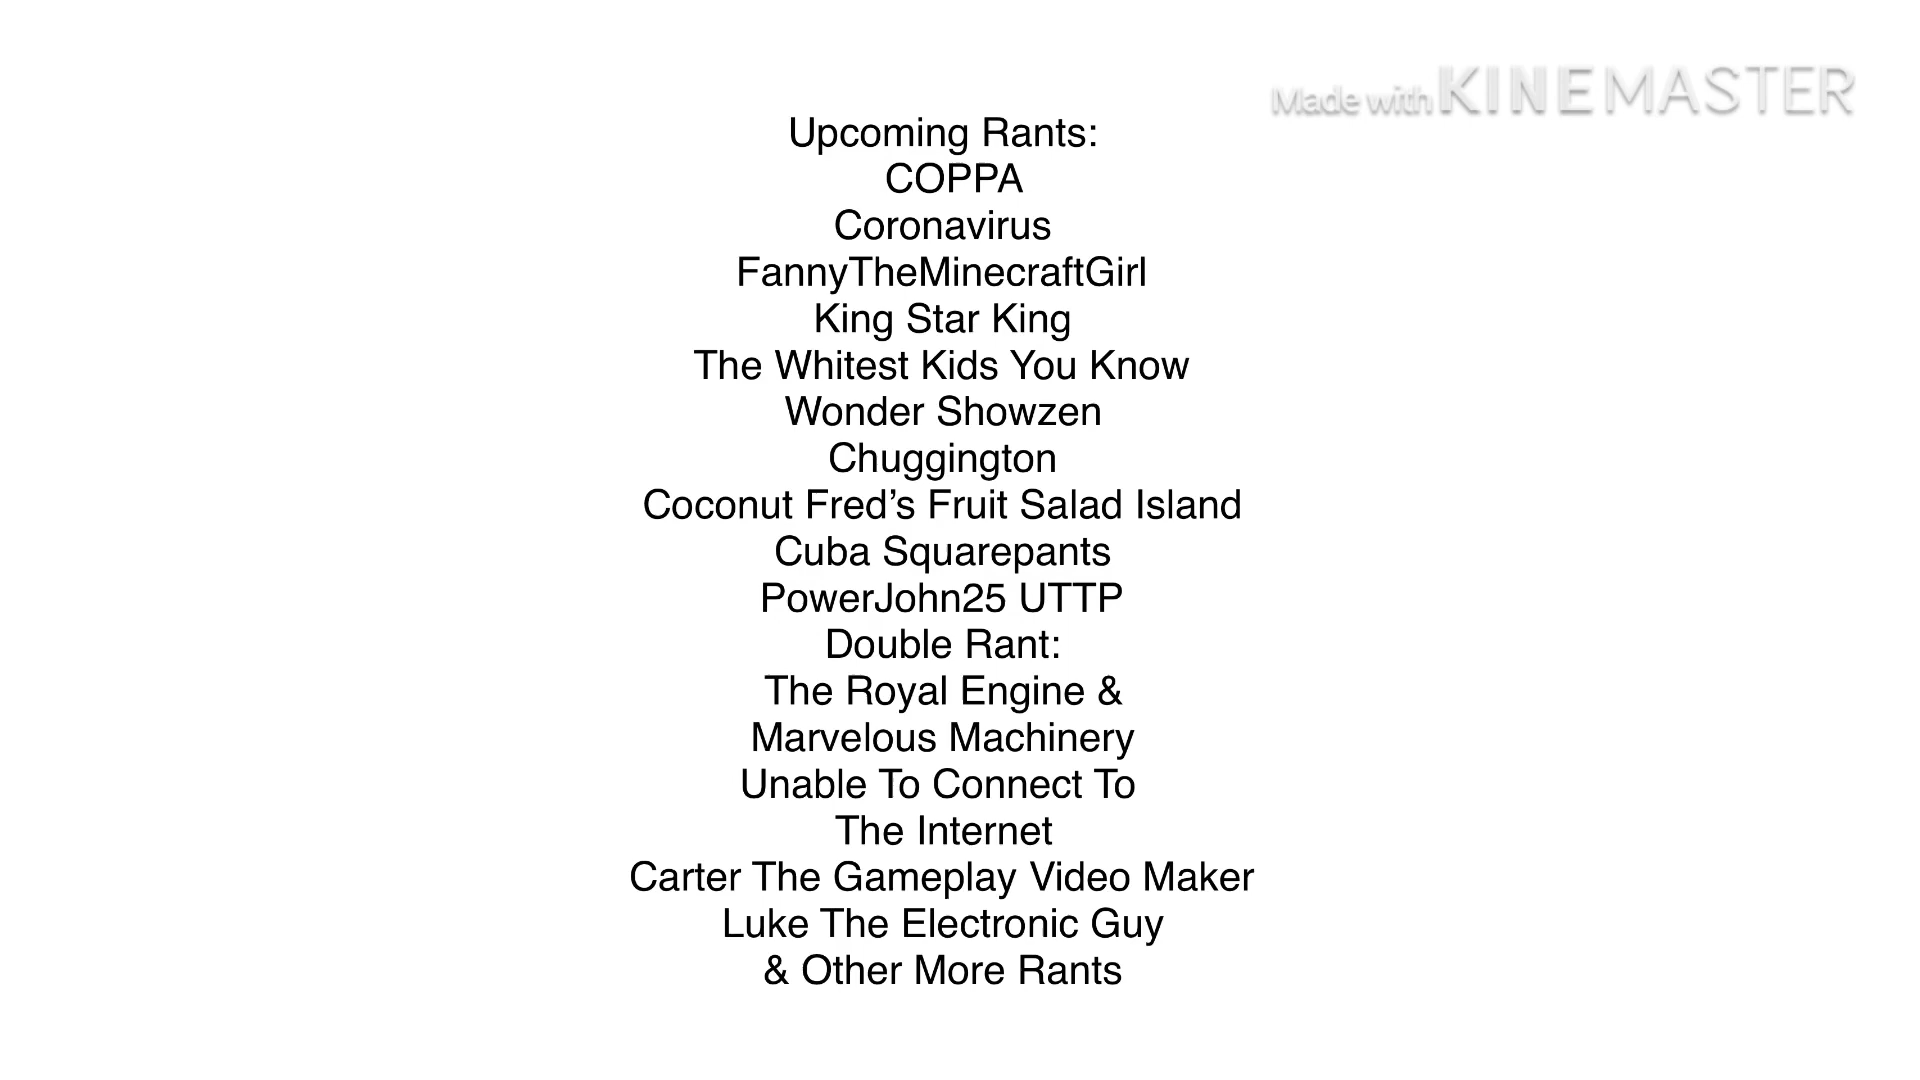 Made with KINEMASTER
Upcoming Rants:
COPPA
Coronavirus
FannyTheMinecraftGirl
King Star King
The Whitest Kids You Know
Wonder Showzen
Chuggington
Coconut Fred’s Fruit Salad Island
Cuba Squarepants
PowerJohn25 UTTP
Double Rant:
The Royal Engine &
Marvelous Machinery
Unable To Connect To
The Internet
Carter The Gameplay Video Maker
Luke The Electronic Guy
& Other More Rants